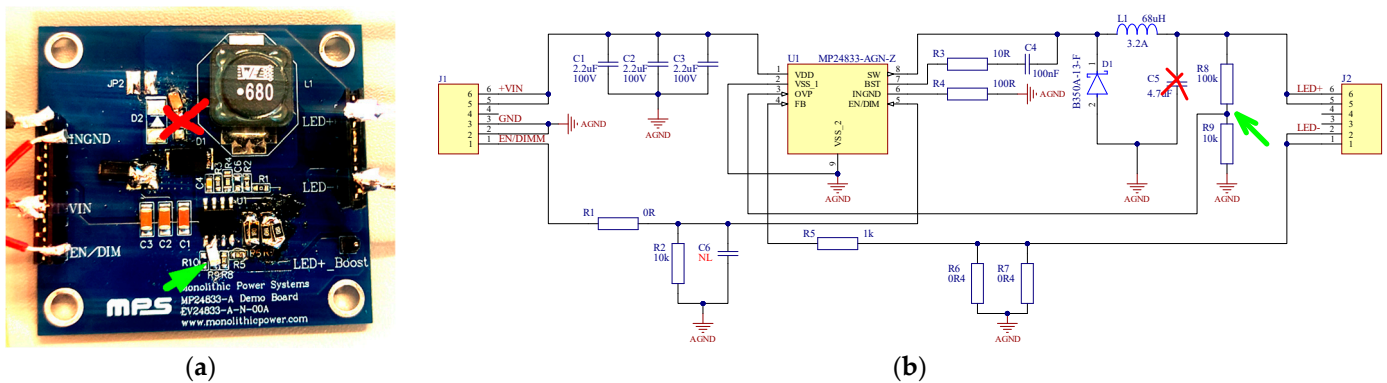 JP2
D2
680
L1
D1
INGND
LED+
LED-
C4
R3
R4
C6
R2
R1
U1
VIN
C3 C2 C1
EN/DIM
R10
R9
R8
R5
LED+_Boost
Monolithic Power Systems
mPS
MP24833-A Demo Board
EV24833-A-N-00A
www.monolithicpower.com
(a)
J1
6
5
4
3
2
1
+VIN
GND
EN/DIMM
AGND
C1
2.2uF
100V
C2
2.2uF
100V
C3
2.2uF
100V
AGND
U1 MP24833-AGN-Z
1 VDD
2 VSS_1
3 OVP
4 FB
SW 8
BST 7
INGND 6
EN/DIM 5
VSS_2
9
AGND
R3 10R
C4
100nF
R4 100R
AGND
B350A-13-F
1
D1
2
AGND
L1 68uH
3.2A
C5
4.7uF
R8
100k
R9
10k
AGND
J2
LED+
LED-
6
5
4
3
2
1
R1 0R
R2
10k
C6
NL
AGND
R5 1k
R6
0R4
R7
0R4
AGND
(b)